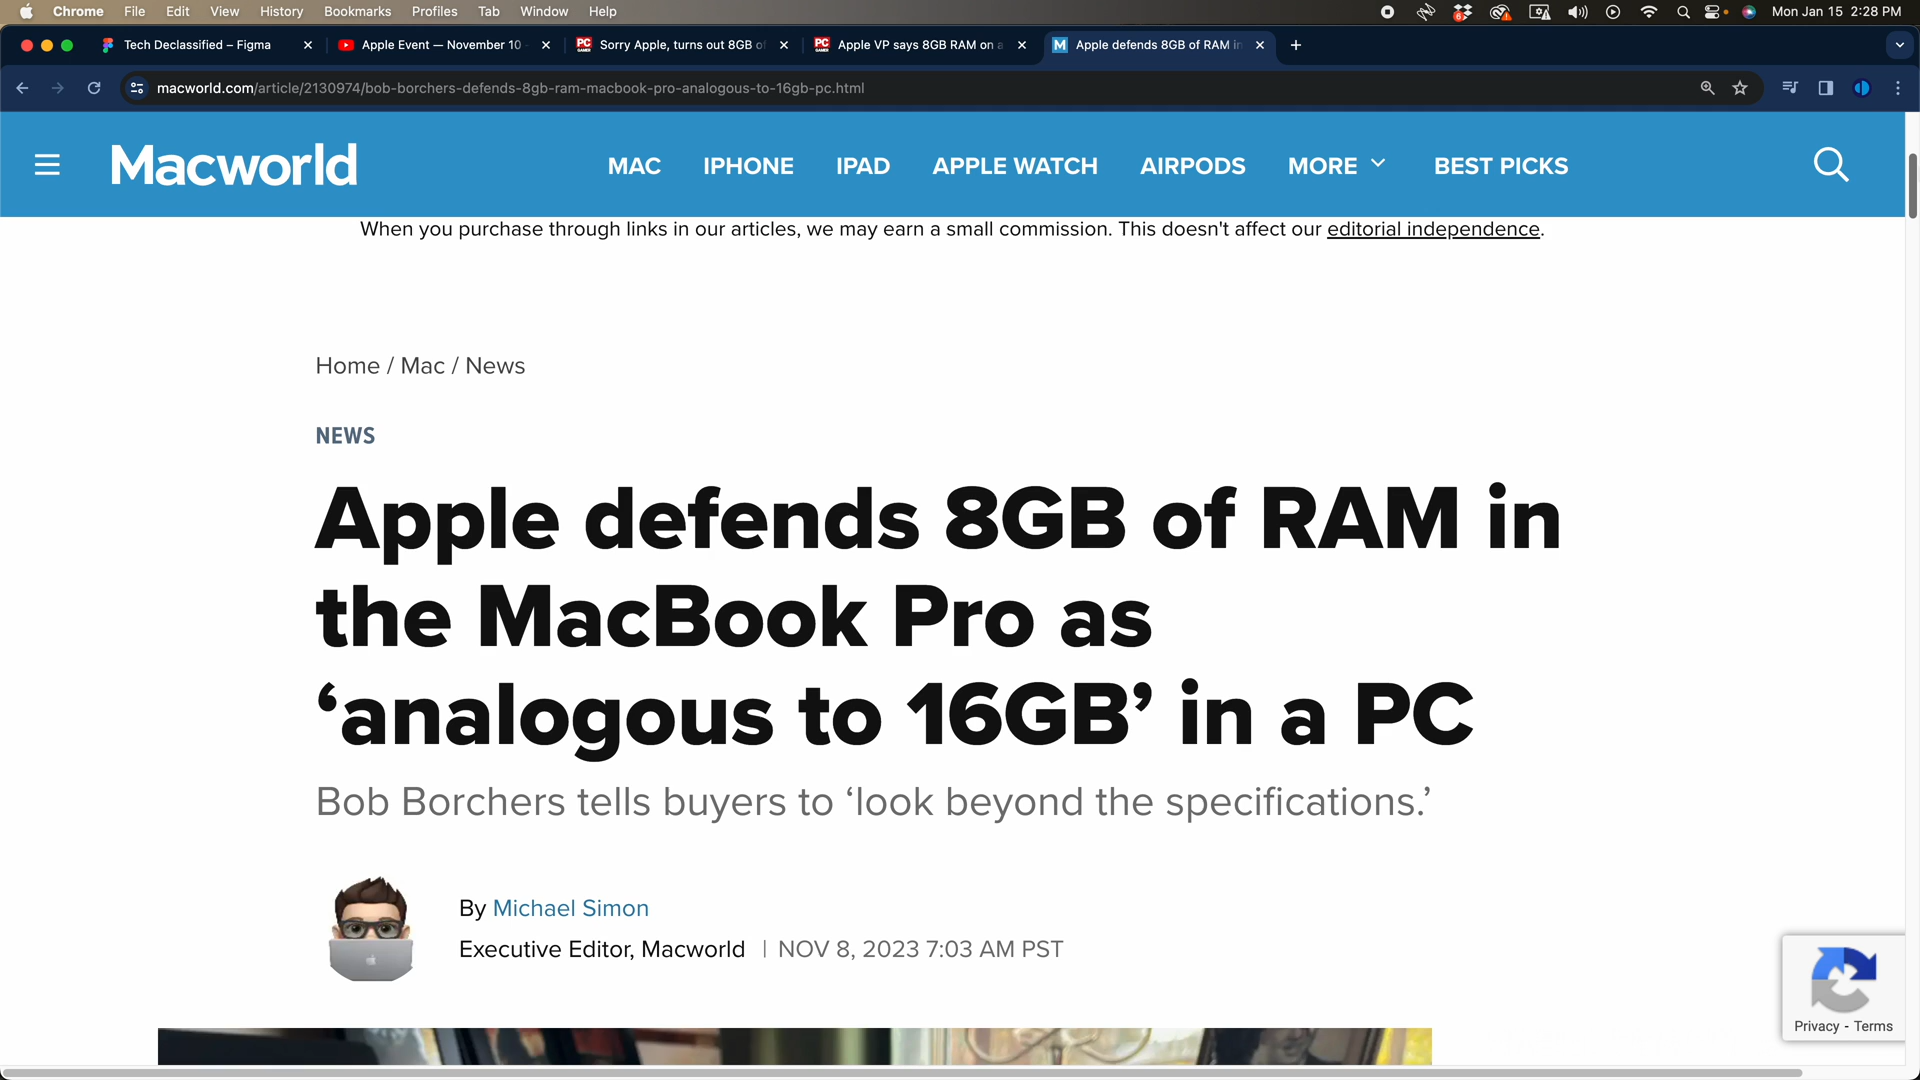 Chrome File Edit View History Bookmarks Profiles Tab Window Help Mon Jan 15 2:28 PM
Tech Declassified – Figma
Apple Event — November 10
Sorry Apple, turns out 8GB of
Apple VP says 8GB RAM on a
Apple defends 8GB of RAM in
macworld.com/article/2130974/bob-borchers-defends-8gb-ram-macbook-pro-analogous-to-16gb-pc.html
Macworld MAC IPHONE IPAD APPLE WATCH AIRPODS MORE BEST PICKS
When you purchase through links in our articles, we may earn a small commission. This doesn't affect our editorial independence.
Home / Mac / News
NEWS
Apple defends 8GB of RAM in
the MacBook Pro as
‘analogous to 16GB’ in a PC
Bob Borchers tells buyers to ‘look beyond the specifications.’
By Michael Simon
Executive Editor, Macworld | NOV 8, 2023 7:03 AM PST
Privacy - Terms